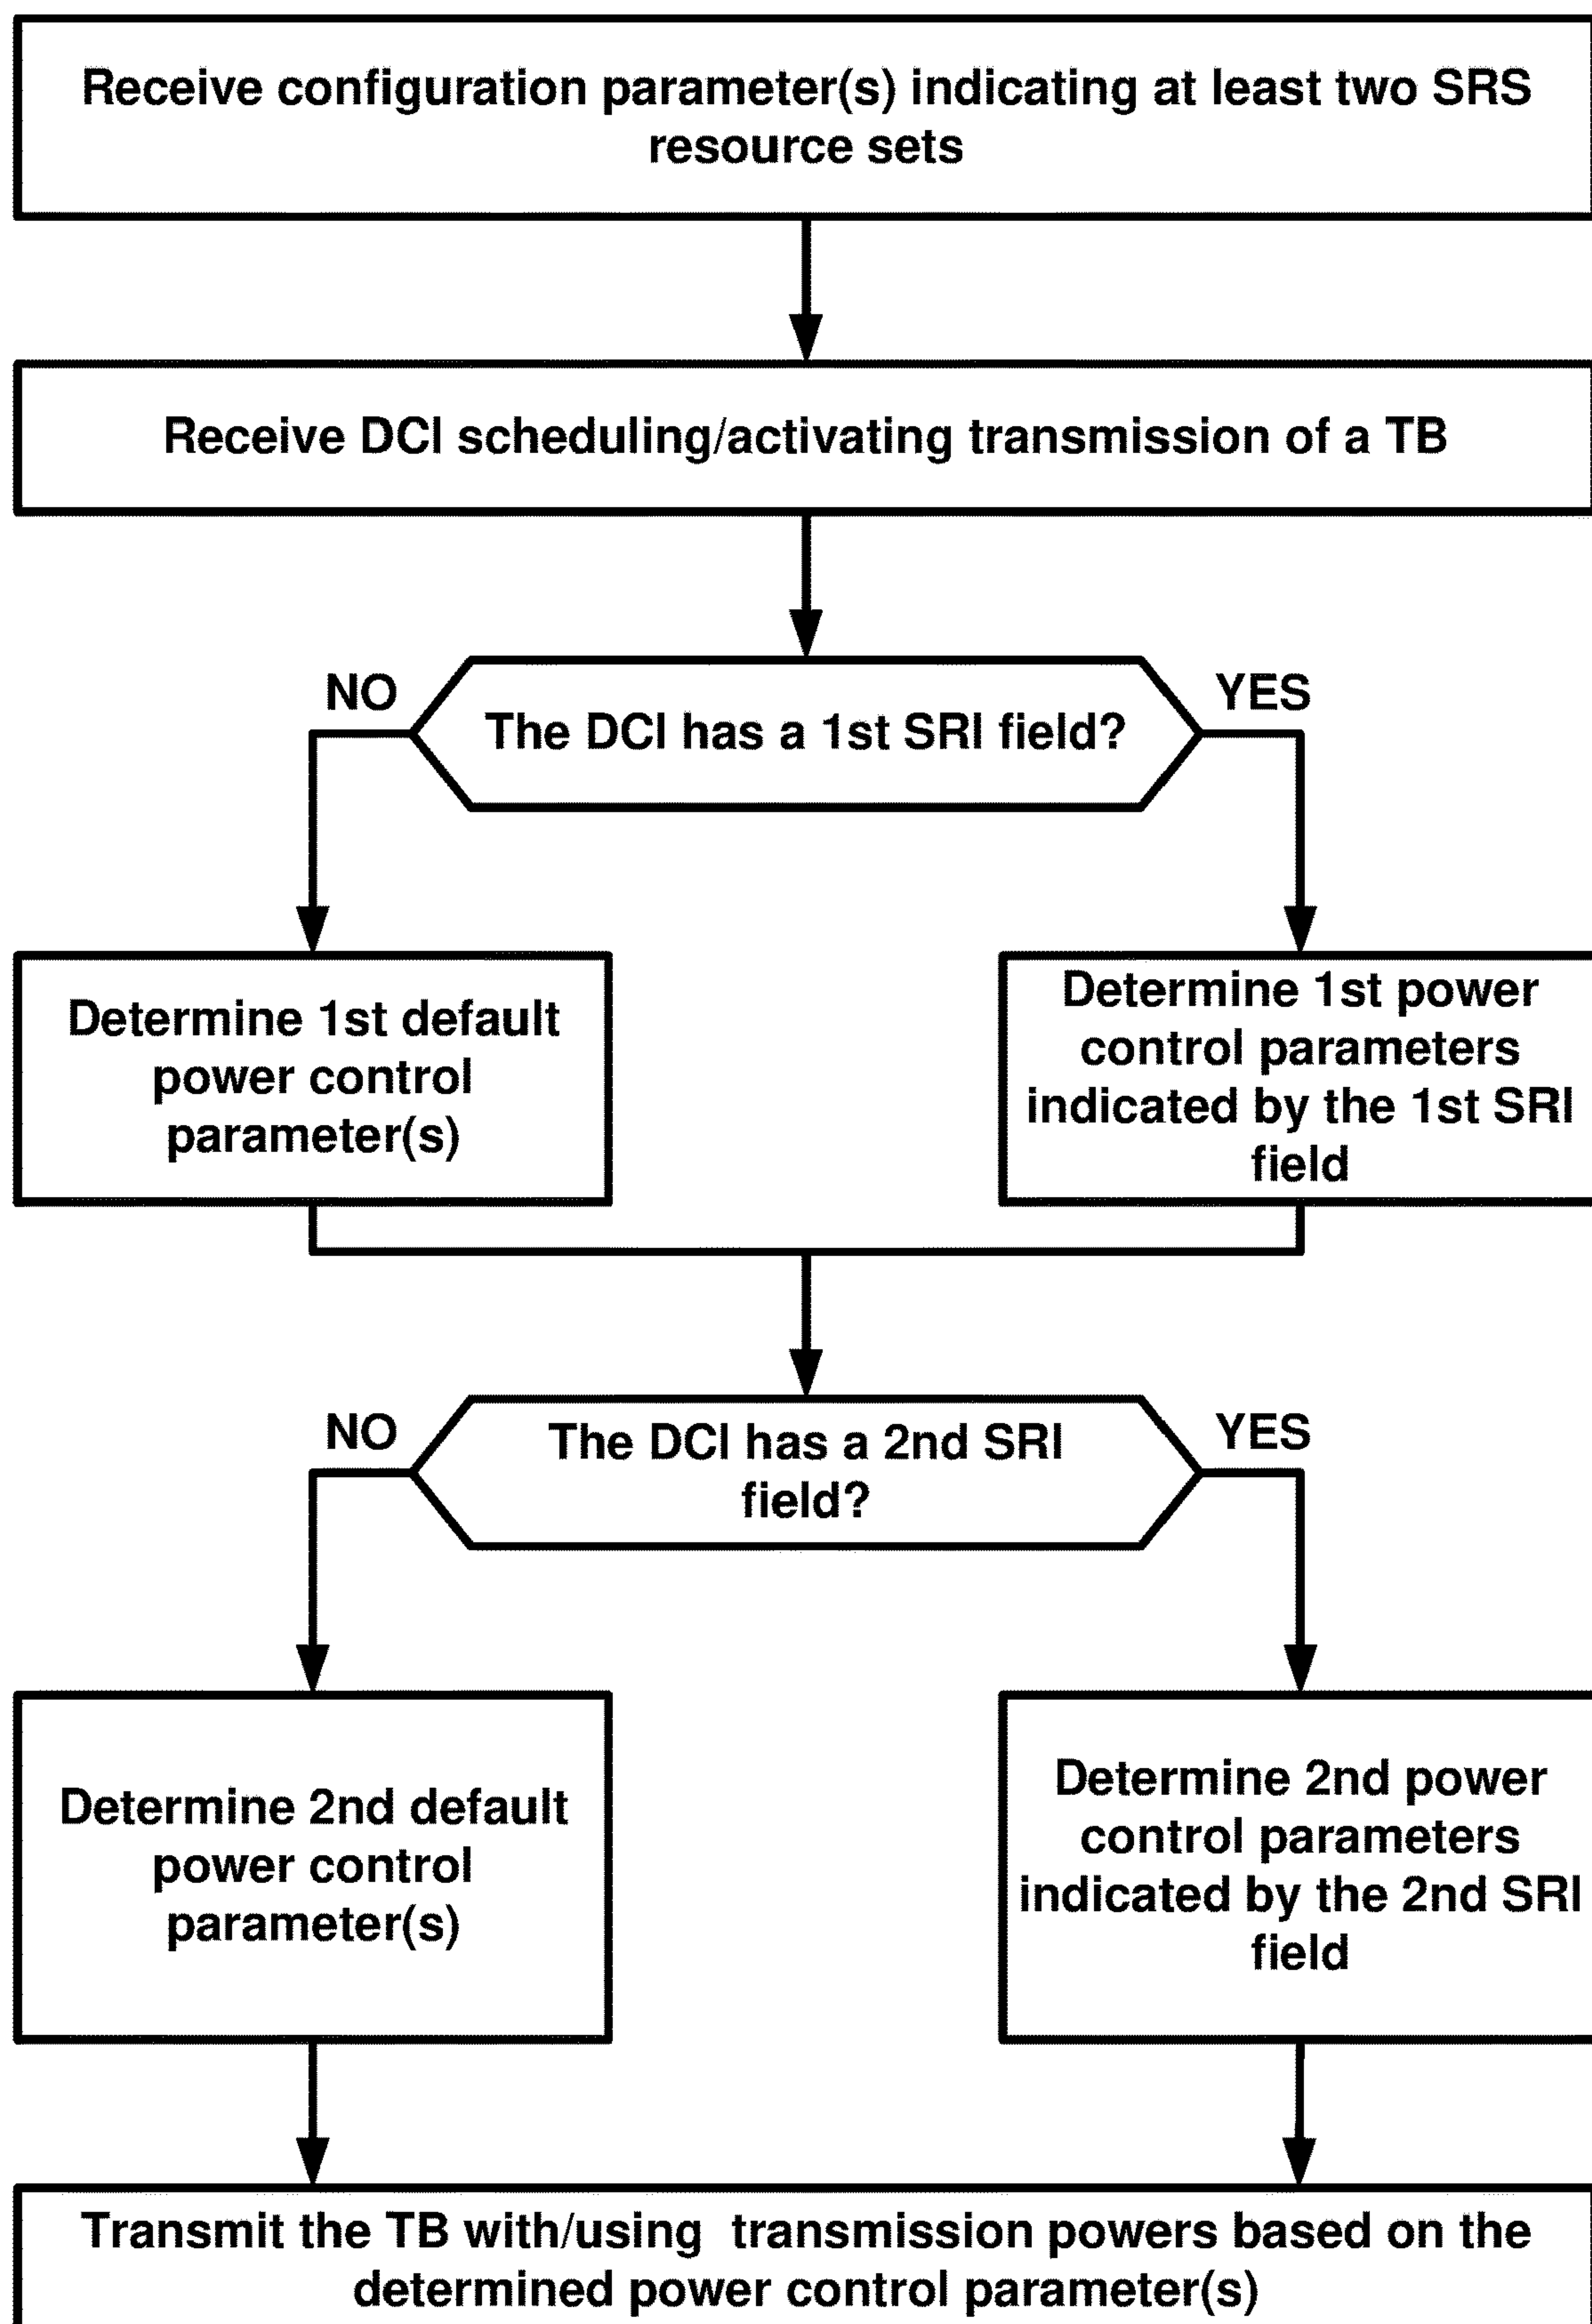 Receive configuration parameter(s) indicating at least two SRS
resource sets
Receive DCI scheduling/activating transmission of a TB
NO
YES
The DCI has a 1st SRI field?
Determine 1st default
power control
parameter(s)
Determine 1st power
control parameters
indicated by the 1st SRI
field
NO
YES
The DCI has a 2nd SRI
field?
Determine 2nd default
power control
parameter(s)
Determine 2nd power
control parameters
indicated by the 2nd SRI
field
Transmit the TB with/using  transmission powers based on the
determined power control parameter(s)